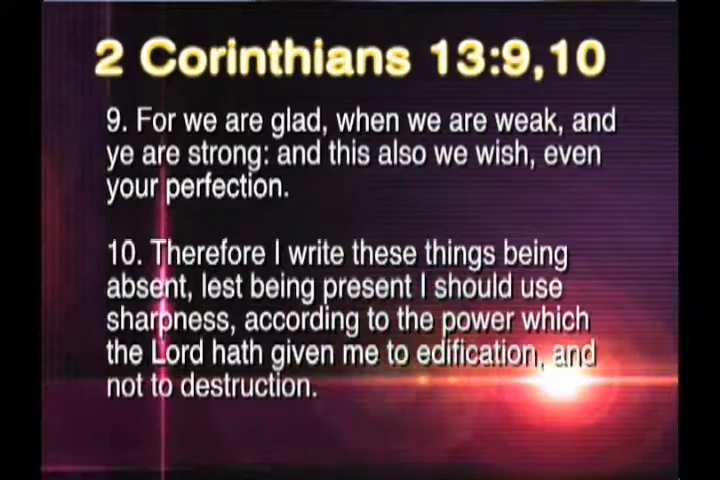 2 Corinthians 13:9,10
9. For we are glad, when we are weak, and
ye are strong: and this also we wish, even
your perfection.
10. Therefore I write these things being
absent, lest being present I should use
sharpness, according to the power which
the Lord hath given me to edification, and
not to destruction.